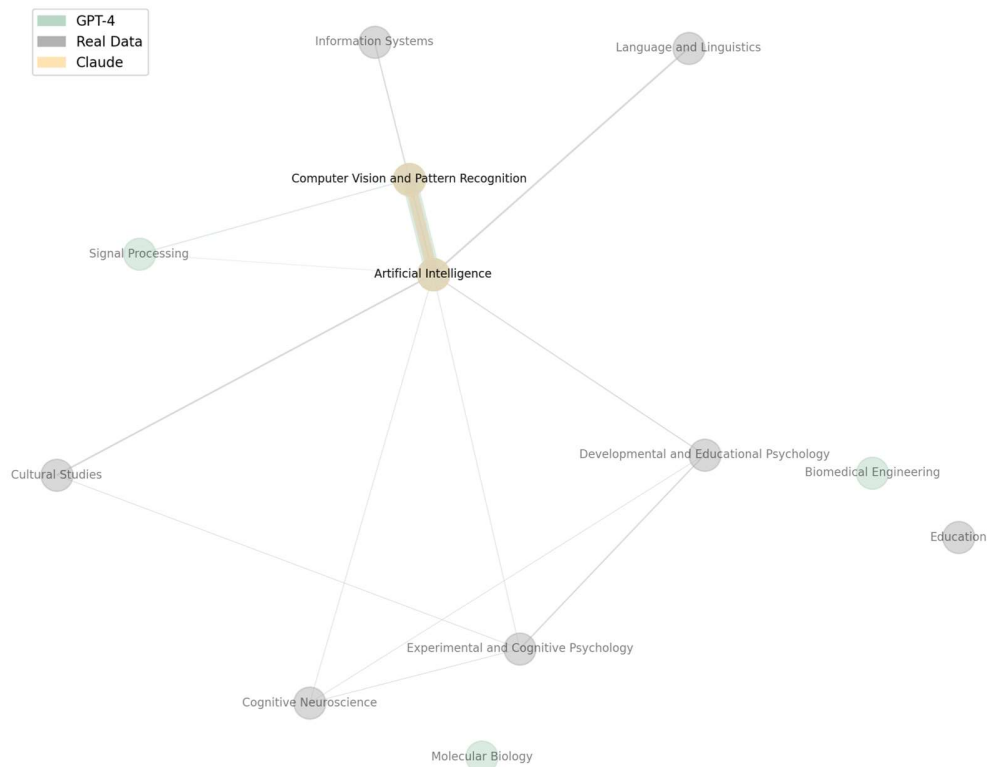 GPT-4
Real Data
Claude
Information Systems
Language and Linguistics
Computer Vision and Pattern Recognition
Signal Processing
Artificial Intelligence
Developmental and Educational Psychology
Cultural Studies
Biomedical Engineering
Education
Experimental and Cognitive Psychology
Cognitive Neuroscience
Molecular Biology